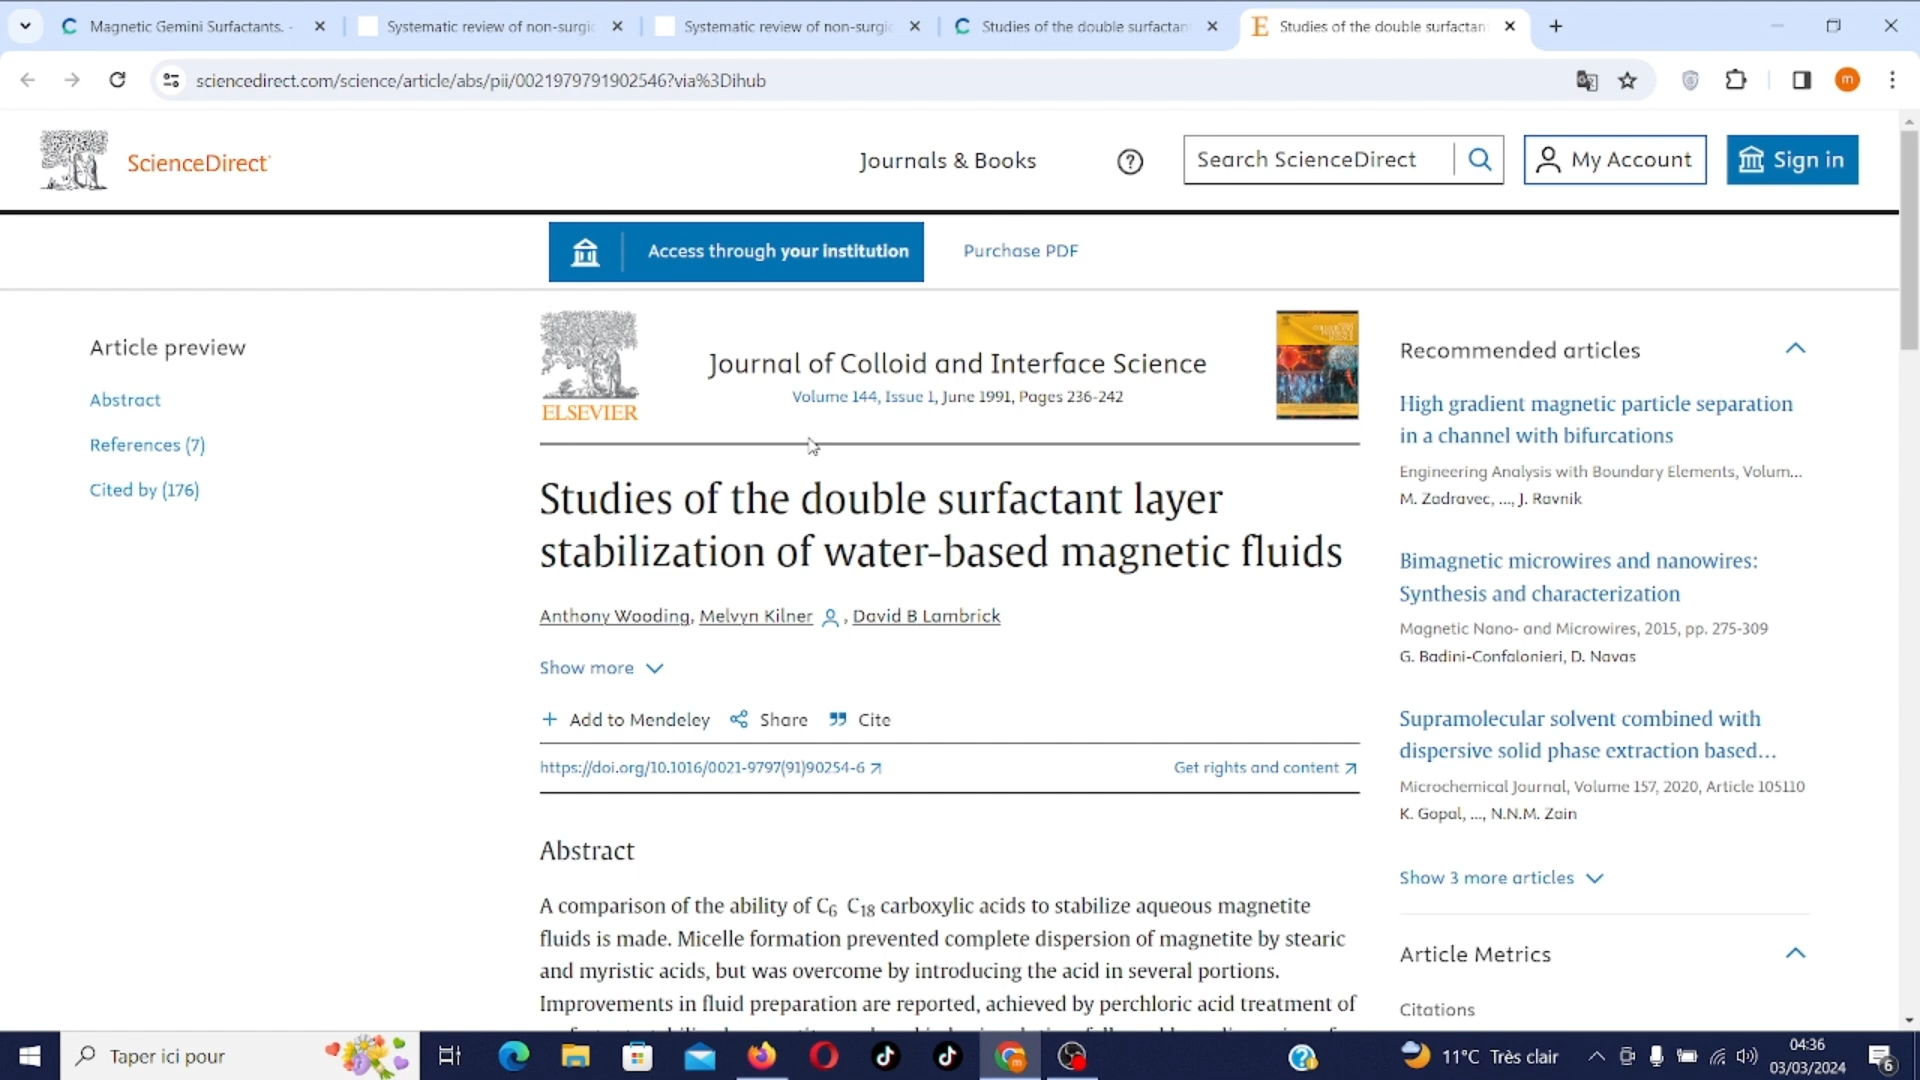 Magnetic Gemini Surfactants. -
Systematic review of non-surgic
Systematic review of non-surgic
Studies of the double surfactan
Studies of the double surfactan
sciencedirect.com/science/article/abs/pii/0021979791902546?via%3Dihub
m
ScienceDirect
Journals & Books
Search ScienceDirect
My Account
Sign in
Access through your institution
Purchase PDF
Article preview
Abstract
References (7)
Cited by (176)
ELSEVIER
Journal of Colloid and Interface Science
Volume 144, Issue 1, June 1991, Pages 236-242
Studies of the double surfactant layer
stabilization of water-based magnetic fluids
Anthony Wooding, Melvyn Kilner, David B Lambrick
Show more
Add to Mendeley Share Cite
https://doi.org/10.1016/0021-9797(91)90254-6
Get rights and content
Abstract
A comparison of the ability of C6 C18 carboxylic acids to stabilize aqueous magnetite
fluids is made. Micelle formation prevented complete dispersion of magnetite by stearic
and myristic acids, but was overcome by introducing the acid in several portions.
Improvements in fluid preparation are reported, achieved by perchloric acid treatment of
Recommended articles
High gradient magnetic particle separation
in a channel with bifurcations
Engineering Analysis with Boundary Elements, Volum...
M. Zadravec, ..., J. Ravnik
Bimagnetic microwires and nanowires:
Synthesis and characterization
Magnetic Nano- and Microwires, 2015, pp. 275-309
G. Badini-Confalonieri, D. Navas
Supramolecular solvent combined with
dispersive solid phase extraction based...
Microchemical Journal, Volume 157, 2020, Article 105110
K. Gopal, ..., N.N.M. Zain
Show 3 more articles
Article Metrics
Citations
Taper ici pour
11°C Très clair
04:36
03/03/2024
6